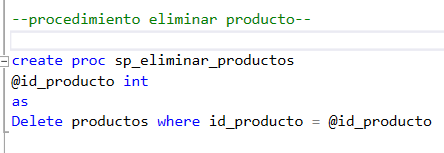 --procedimiento eliminar producto--
create proc sp_eliminar_productos
@id_producto int
as
Delete productos where id_producto = @id_producto